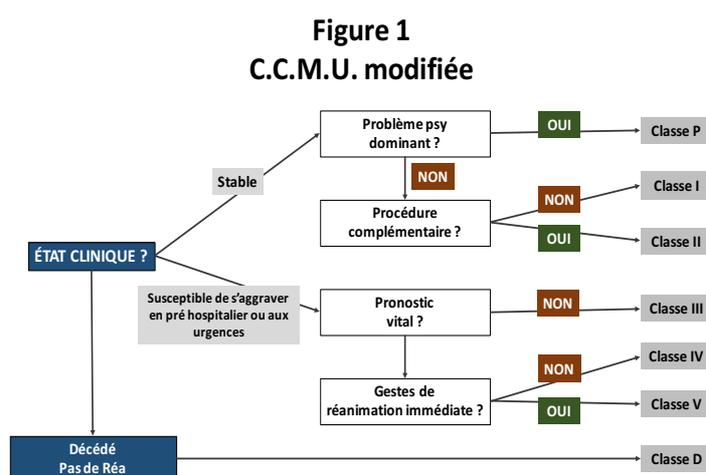 Figure 1
C.C.M.U. modifiée
Problème psy
dominant ?
OUI
Classe P
NON
Stable
Procédure
complémentaire ?
NON
Classe I
OUI
Classe II
ÉTAT CLINIQUE ?
Susceptible de s’aggraver
en pré hospitalier ou aux
urgences
Pronostic
vital ?
NON
Classe III
Gestes de
réanimation immédiate ?
NON
Classe IV
OUI
Classe V
Décédé
Pas de Réa
Classe D